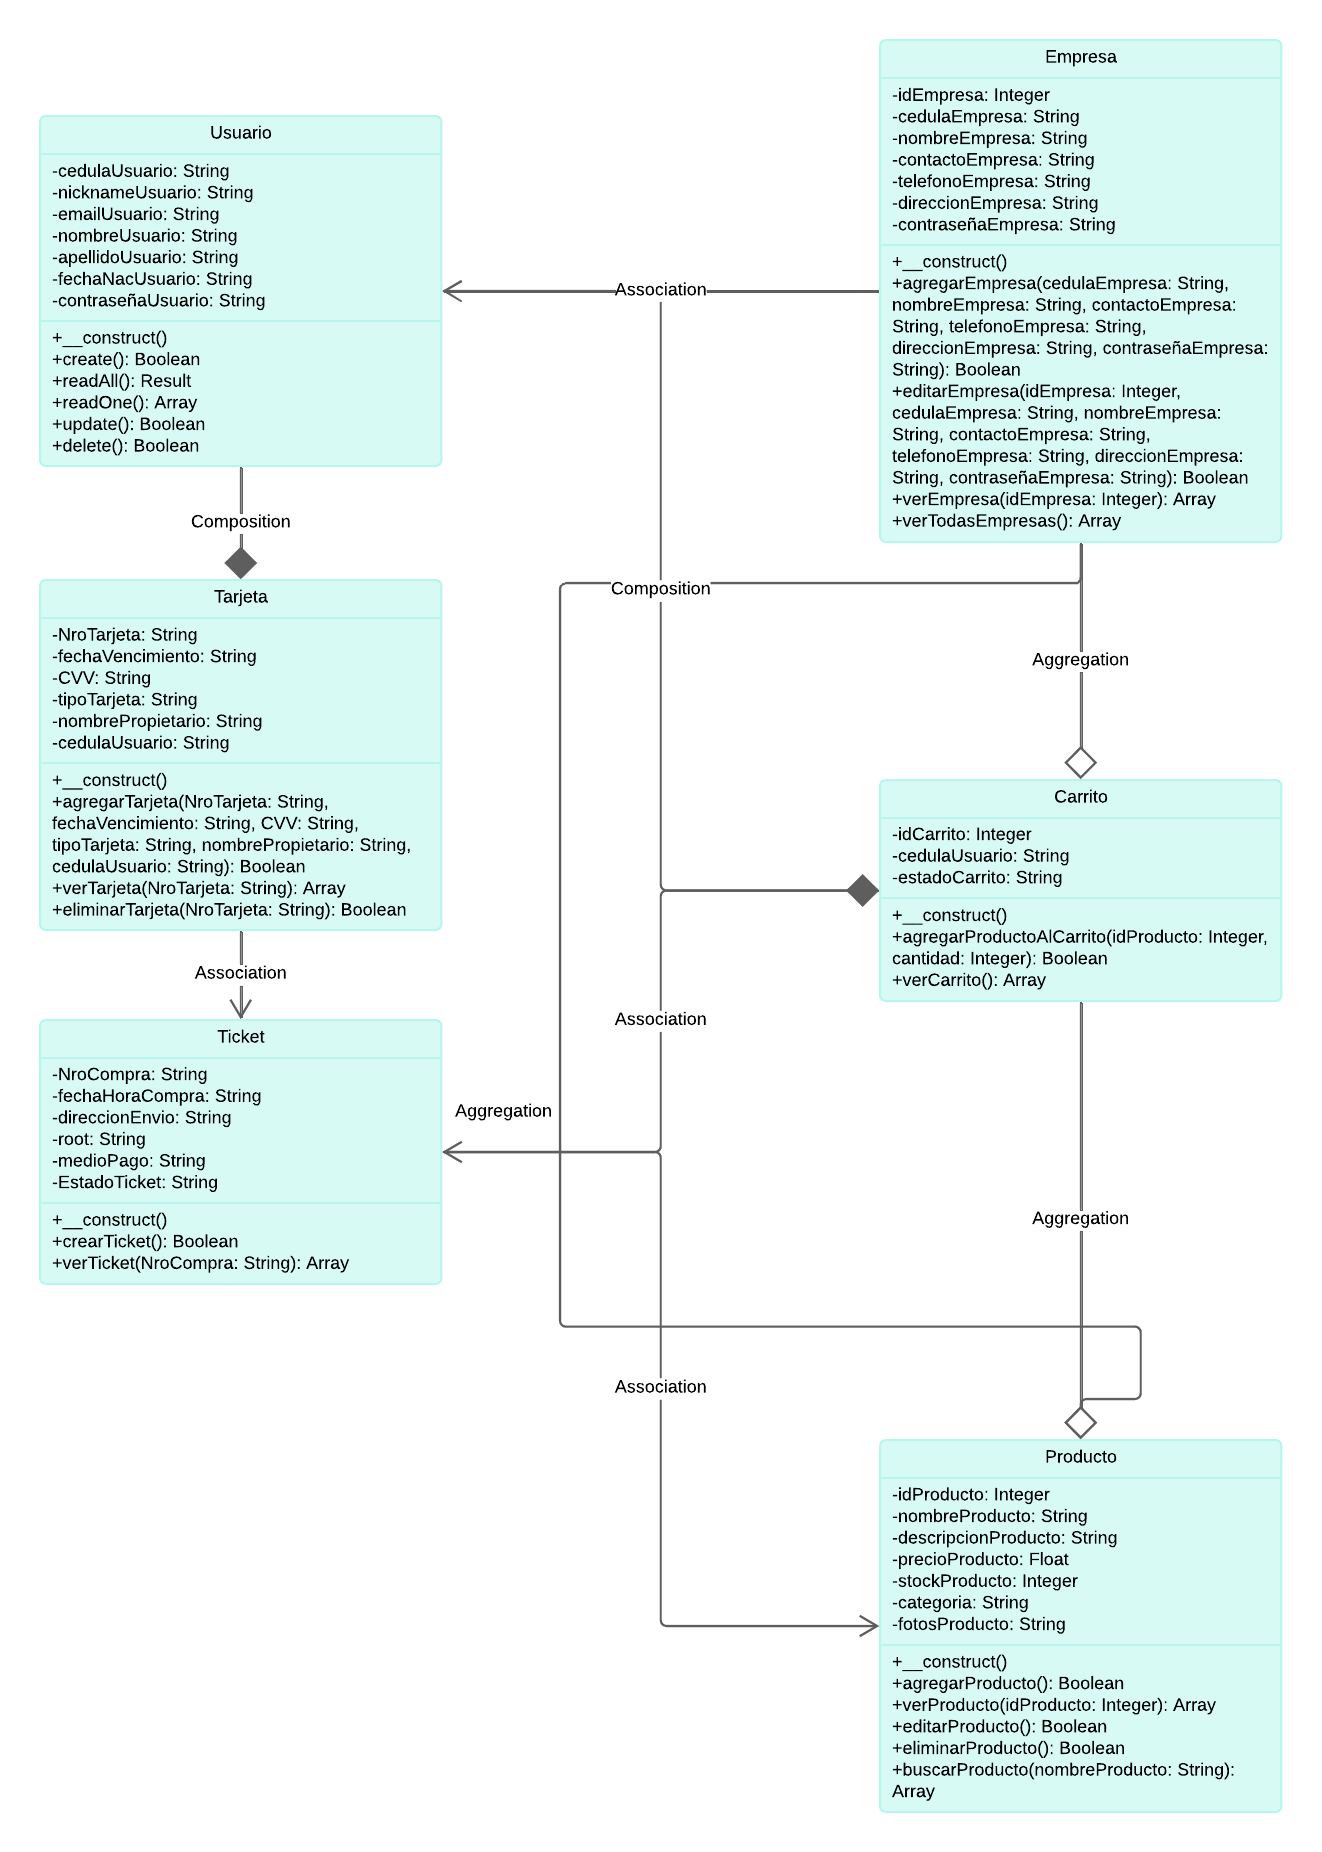 Empresa
-idEmpresa: Integer
-cedulaEmpresa: String
-nombreEmpresa: String
-contactoEmpresa: String
-telefonoEmpresa: String
-direccionEmpresa: String
-contraseñaEmpresa: String
+__construct()
+agregarEmpresa(cedulaEmpresa: String,
nombreEmpresa: String, contactoEmpresa:
String, telefonoEmpresa: String,
direccionEmpresa: String, contraseñaEmpresa:
String): Boolean
+editarEmpresa(idEmpresa: Integer,
cedulaEmpresa: String, nombreEmpresa:
String, contactoEmpresa: String,
telefonoEmpresa: String, direccionEmpresa:
String, contraseñaEmpresa: String): Boolean
+verEmpresa(idEmpresa: Integer): Array
+verTodasEmpresas(): Array
Usuario
-cedulaUsuario: String
-nicknameUsuario: String
-emailUsuario: String
-nombreUsuario: String
-apellidoUsuario: String
-fechaNacUsuario: String
-contraseñaUsuario: String
+__construct()
+create(): Boolean
+readAll(): Result
+readOne(): Array
+update(): Boolean
+delete(): Boolean
Association
Composition
Composition
Aggregation
Tarjeta
-NroTarjeta: String
-fechaVencimiento: String
-CVV: String
-tipoTarjeta: String
-nombrePropietario: String
-cedulaUsuario: String
+__construct()
+agregarTarjeta(NroTarjeta: String,
fechaVencimiento: String, CVV: String,
tipoTarjeta: String, nombrePropietario: String,
cedulaUsuario: String): Boolean
+verTarjeta(NroTarjeta: String): Array
+eliminarTarjeta(NroTarjeta: String): Boolean
Carrito
-idCarrito: Integer
-cedulaUsuario: String
-estadoCarrito: String
+__construct()
+agregarProductoAlCarrito(idProducto: Integer,
cantidad: Integer): Boolean
+verCarrito(): Array
Association
Association
Ticket
-NroCompra: String
-fechaHoraCompra: String
-direccionEnvio: String
-root: String
-medioPago: String
-EstadoTicket: String
+__construct()
+crearTicket(): Boolean
+verTicket(NroCompra: String): Array
Aggregation
Aggregation
Association
Producto
-idProducto: Integer
-nombreProducto: String
-descripcionProducto: String
-precioProducto: Float
-stockProducto: Integer
-categoria: String
-fotosProducto: String
+__construct()
+agregarProducto(): Boolean
+verProducto(idProducto: Integer): Array
+editarProducto(): Boolean
+eliminarProducto(): Boolean
+buscarProducto(nombreProducto: String):
Array